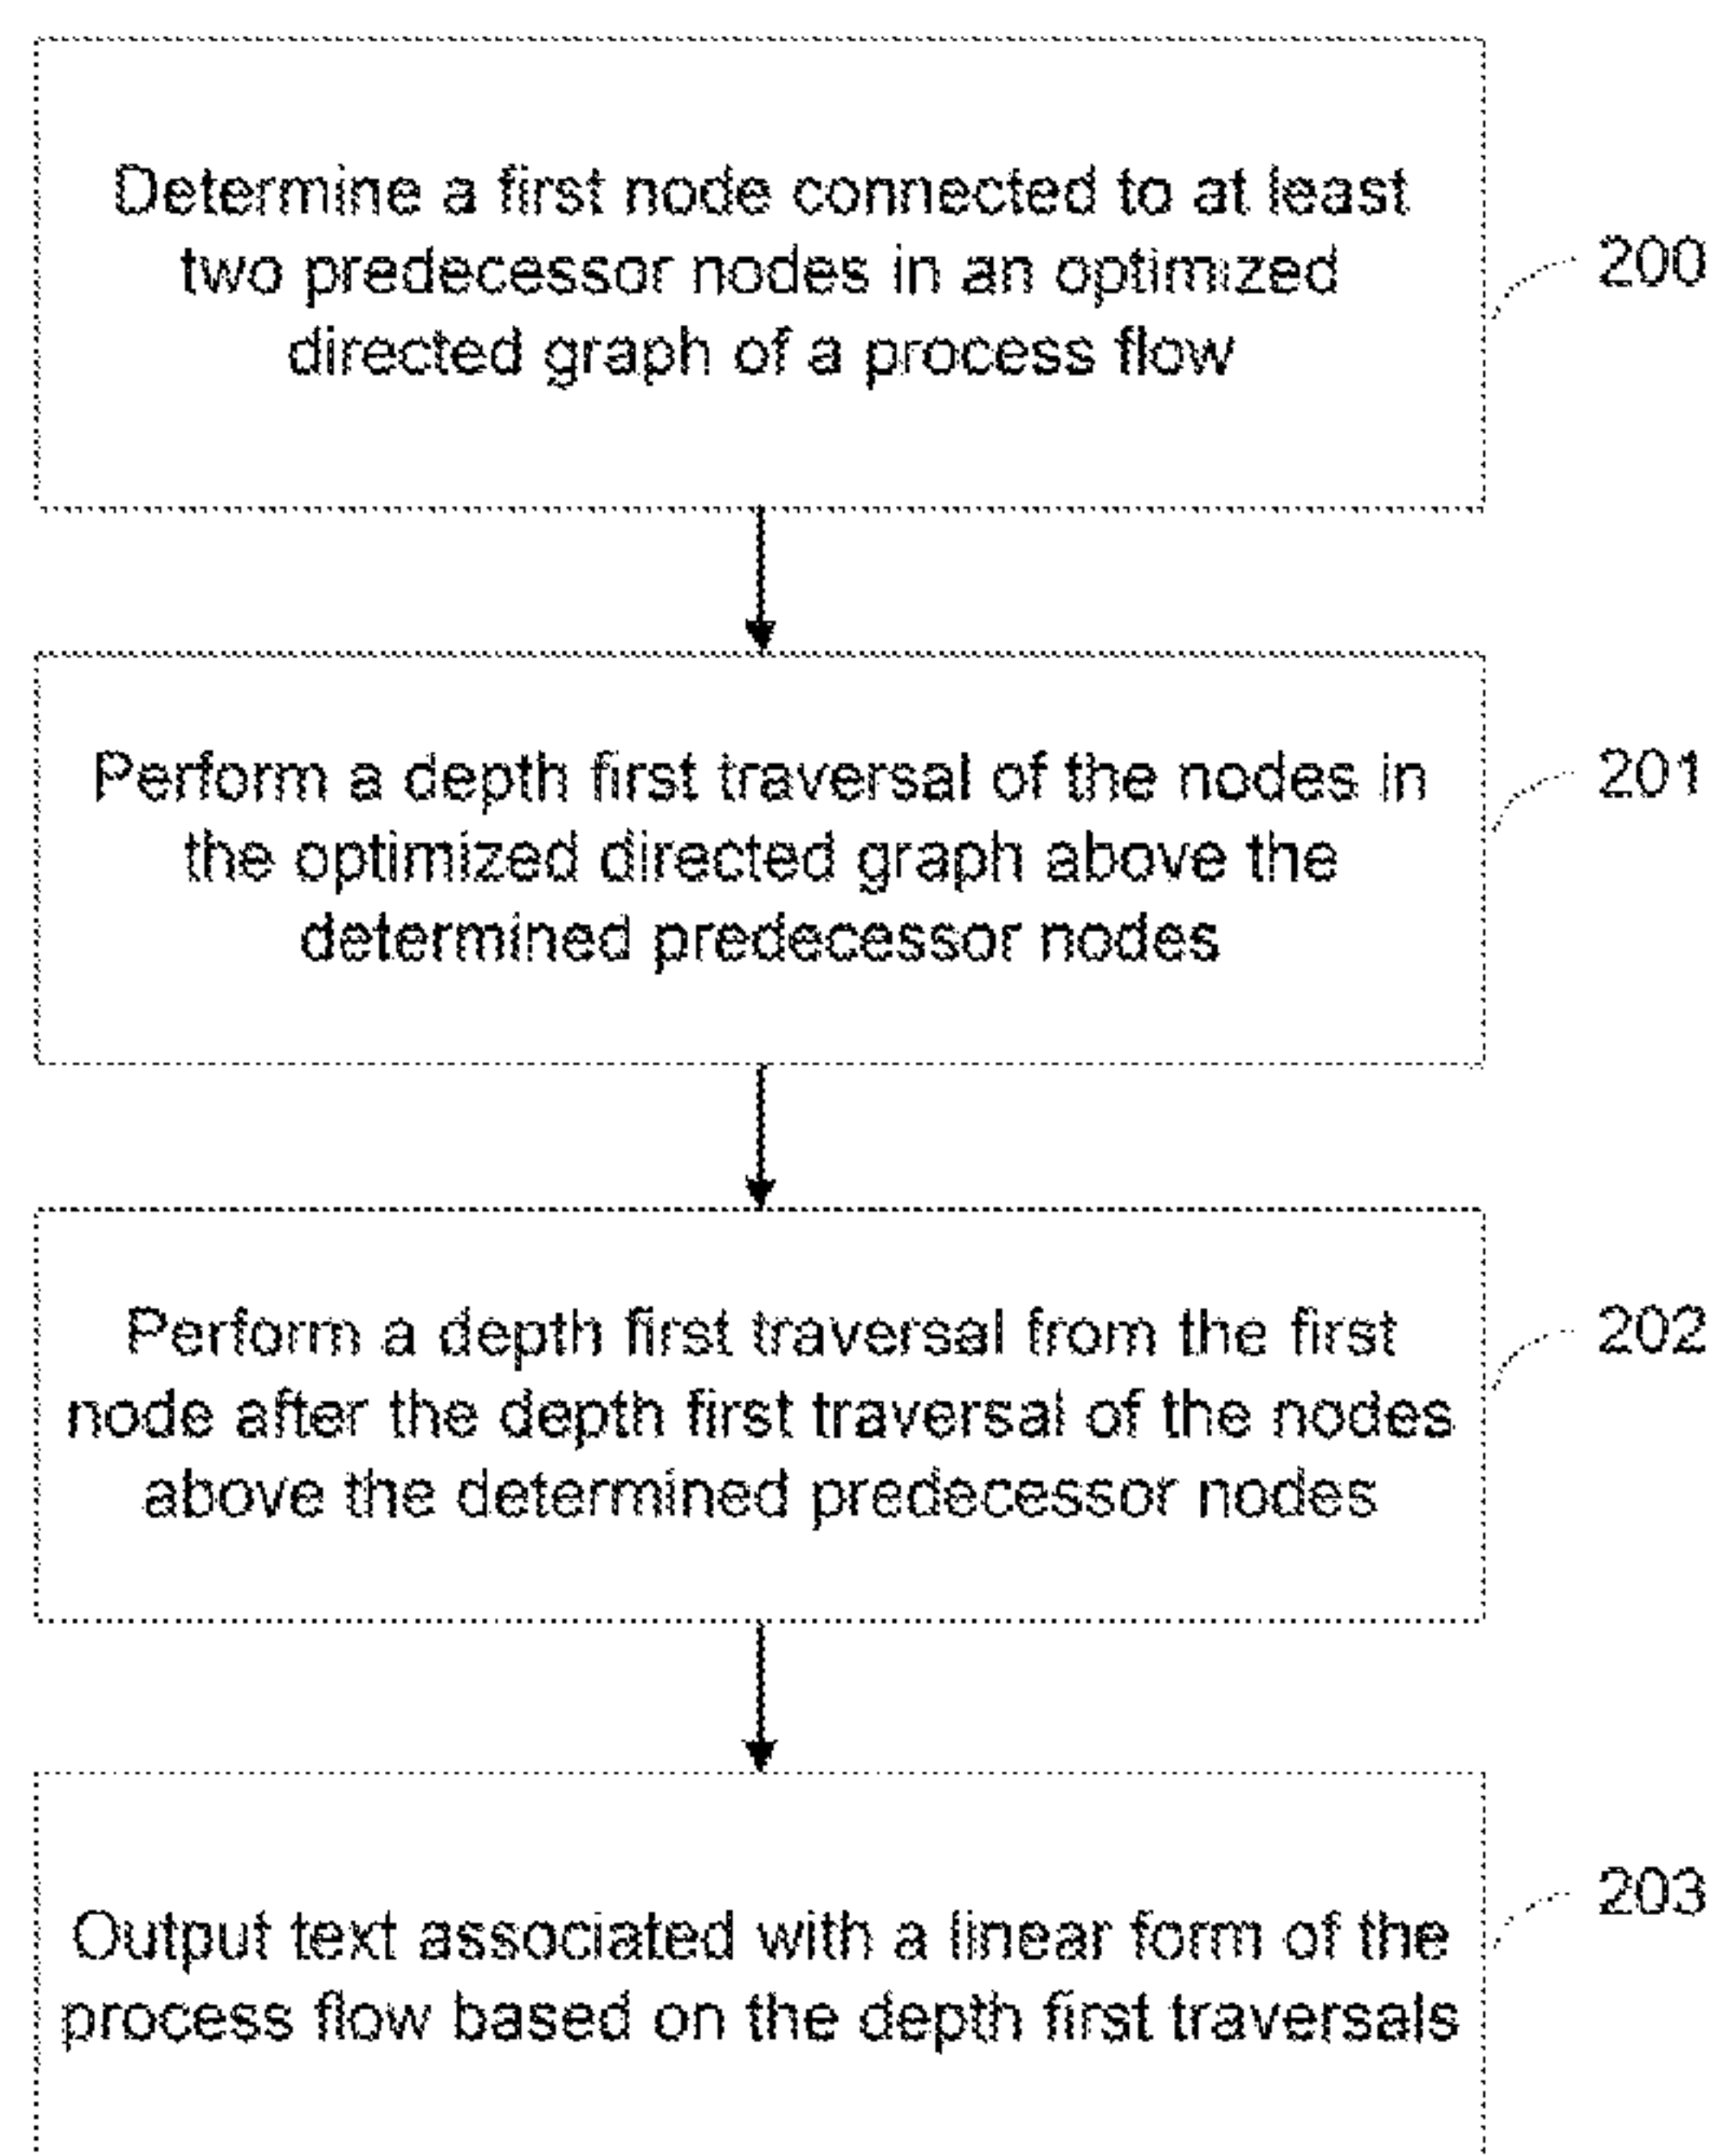 Determine a first node connected to at least
two predecessor nodes in an optimized
directed graph of a process flow
200
Perform a depth first traversal of the nodes in
the optimized directed graph above the
determined predecessor nodes
201
Perform a depth first traversal from the first
node after the depth first traversal of the nodes
above the determined predecessor nodes
202
Output text associated with a linear form of the
process flow based on the depth first traversals
203